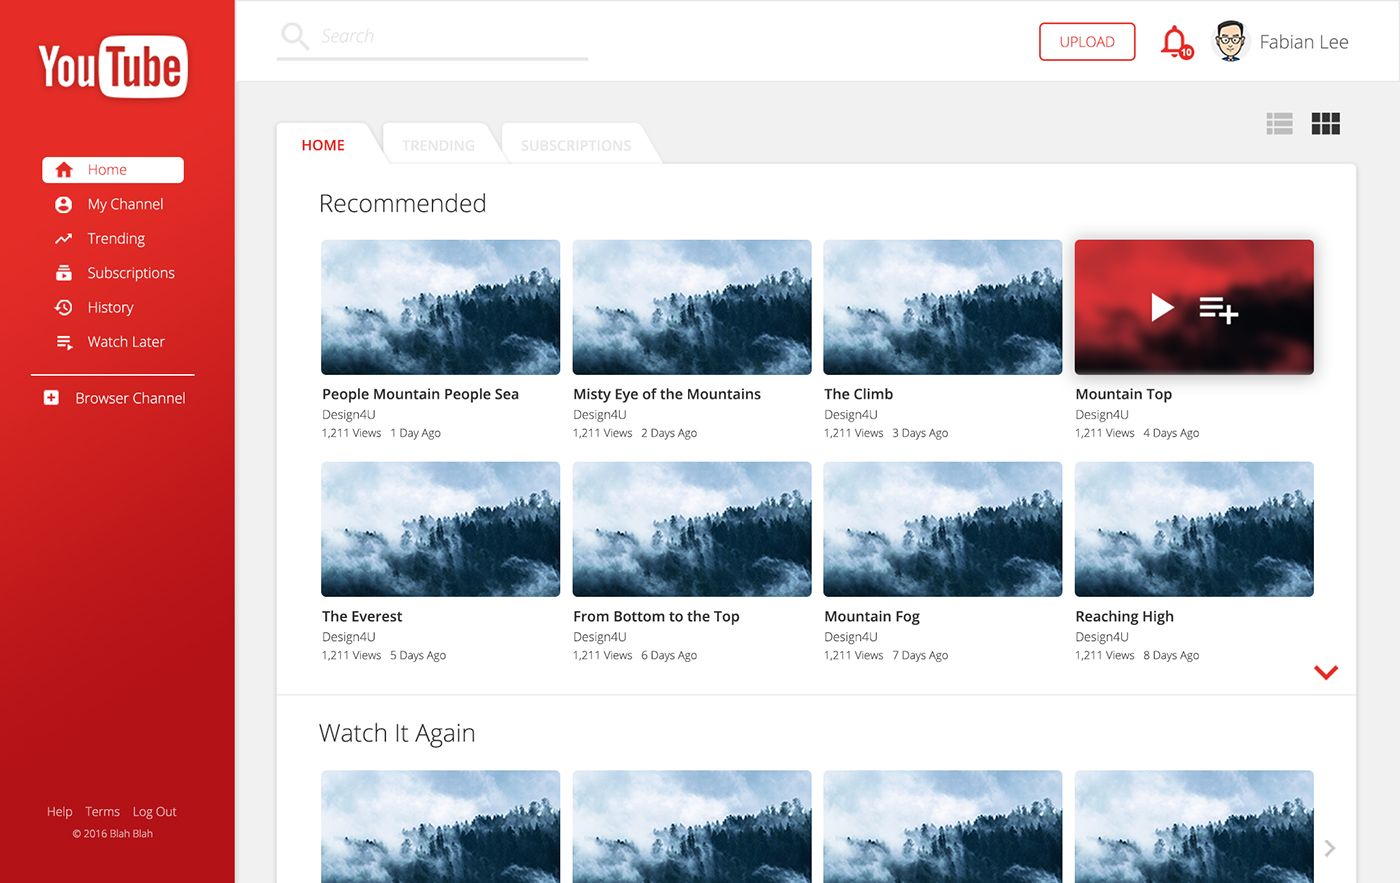 YouTube
Search
UPLOAD
10
Fabian Lee
Home
My Channel
Trending
Subscriptions
History
Watch Later
Browser Channel
Help Terms Log Out
© 2016 Blah Blah
HOME
TRENDING
SUBSCRIPTIONS
Recommended
People Mountain People Sea
Design4U
1,211 Views 1 Day Ago
Misty Eye of the Mountains
Design4U
1,211 Views 2 Days Ago
The Climb
Design4U
1,211 Views 3 Days Ago
Mountain Top
Design4U
1,211 Views 4 Days Ago
The Everest
Design4U
1,211 Views 5 Days Ago
From Bottom to the Top
Design4U
1,211 Views 6 Days Ago
Mountain Fog
Design4U
1,211 Views 7 Days Ago
Reaching High
Design4U
1,211 Views 8 Days Ago
Watch It Again